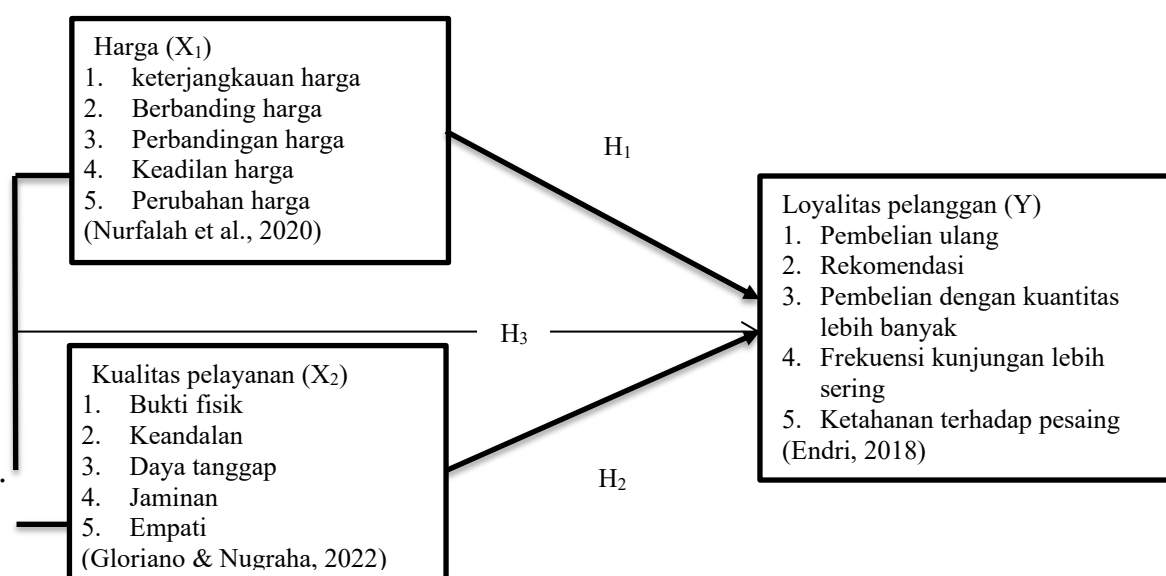 Harga (X₁)
1. keterjangkauan harga
2. Berbanding harga
3. Perbandingan harga
4. Keadilan harga
5. Perubahan harga
(Nurfalah et al., 2020)
H₁
Loyalitas pelanggan (Y)
1. Pembelian ulang
2. Rekomendasi
3. Pembelian dengan kuantitas
lebih banyak
4. Frekuensi kunjungan lebih
sering
5. Ketahanan terhadap pesaing
(Endri, 2018)
H₃
Kualitas pelayanan (X₂)
1. Bukti fisik
2. Keandalan
3. Daya tanggap
4. Jaminan
5. Empati
(Gloriano & Nugraha, 2022)
H₂
.